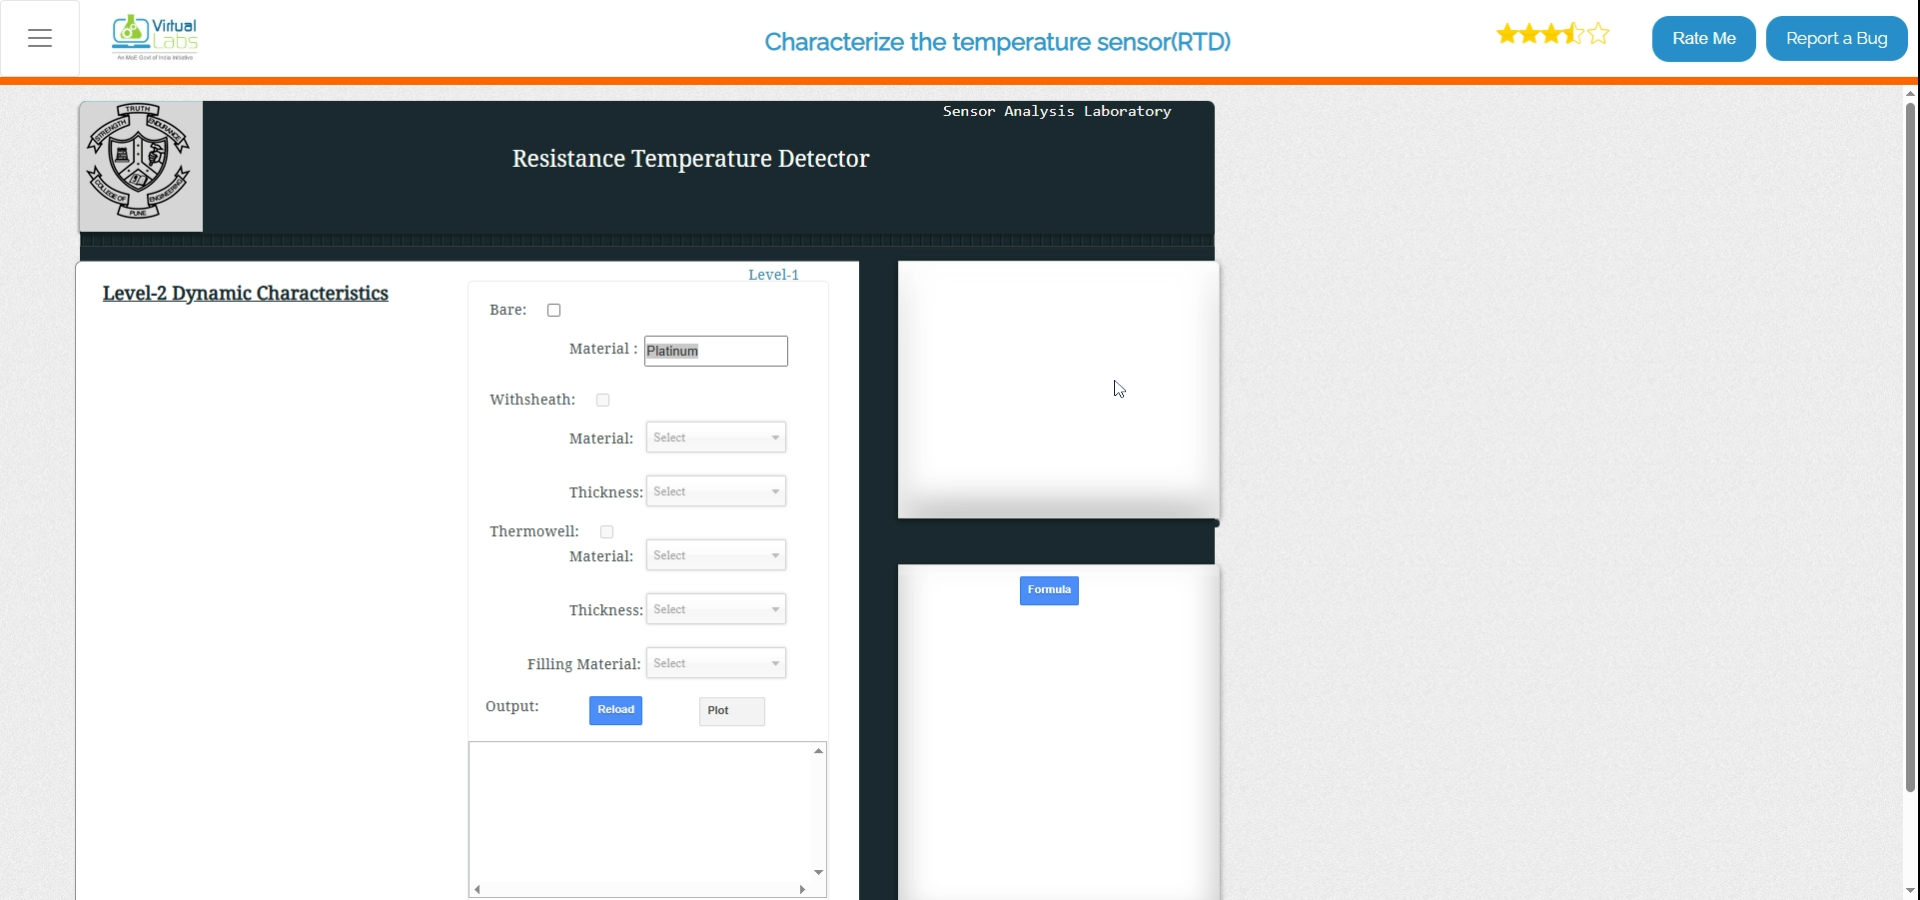 Virtual
Labs
An MoE Govt of India Initiative
Characterize the temperature sensor(RTD)
Rate Me
Report a Bug
TRUTH
STRENGTH
ENDURANCE
COLLEGE OF
ENGINEERING
PUNE
Sensor Analysis Laboratory
Resistance Temperature Detector
Level-1
Level-2 Dynamic Characteristics
Bare:
Material : Platinum
Withsheath:
Material: Select
Thickness: Select
Thermowell:
Material: Select
Thickness: Select
Filling Material: Select
Output: Reload Plot
Formula